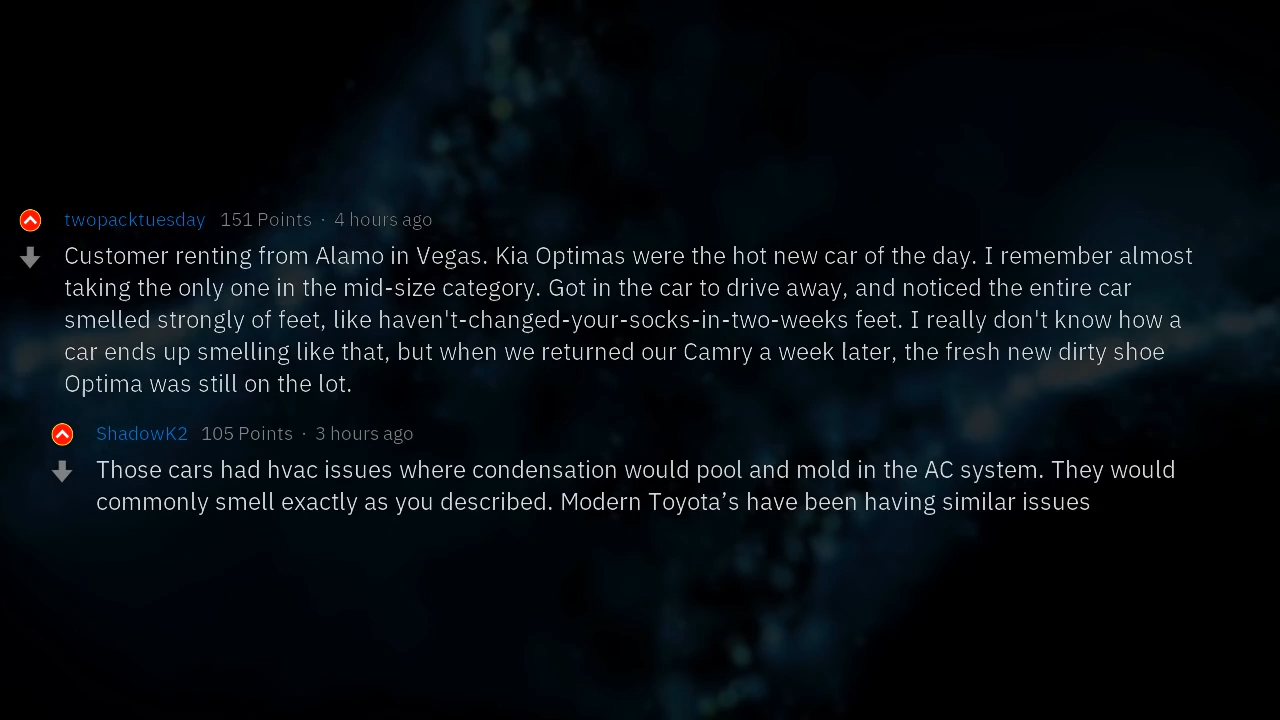 twopacktuesday 151 Points · 4 hours ago
Customer renting from Alamo in Vegas. Kia Optimas were the hot new car of the day. I remember almost
taking the only one in the mid-size category. Got in the car to drive away, and noticed the entire car
smelled strongly of feet, like haven't-changed-your-socks-in-two-weeks feet. I really don't know how a
car ends up smelling like that, but when we returned our Camry a week later, the fresh new dirty shoe
Optima was still on the lot.
ShadowK2 105 Points · 3 hours ago
Those cars had hvac issues where condensation would pool and mold in the AC system. They would
commonly smell exactly as you described. Modern Toyota’s have been having similar issues